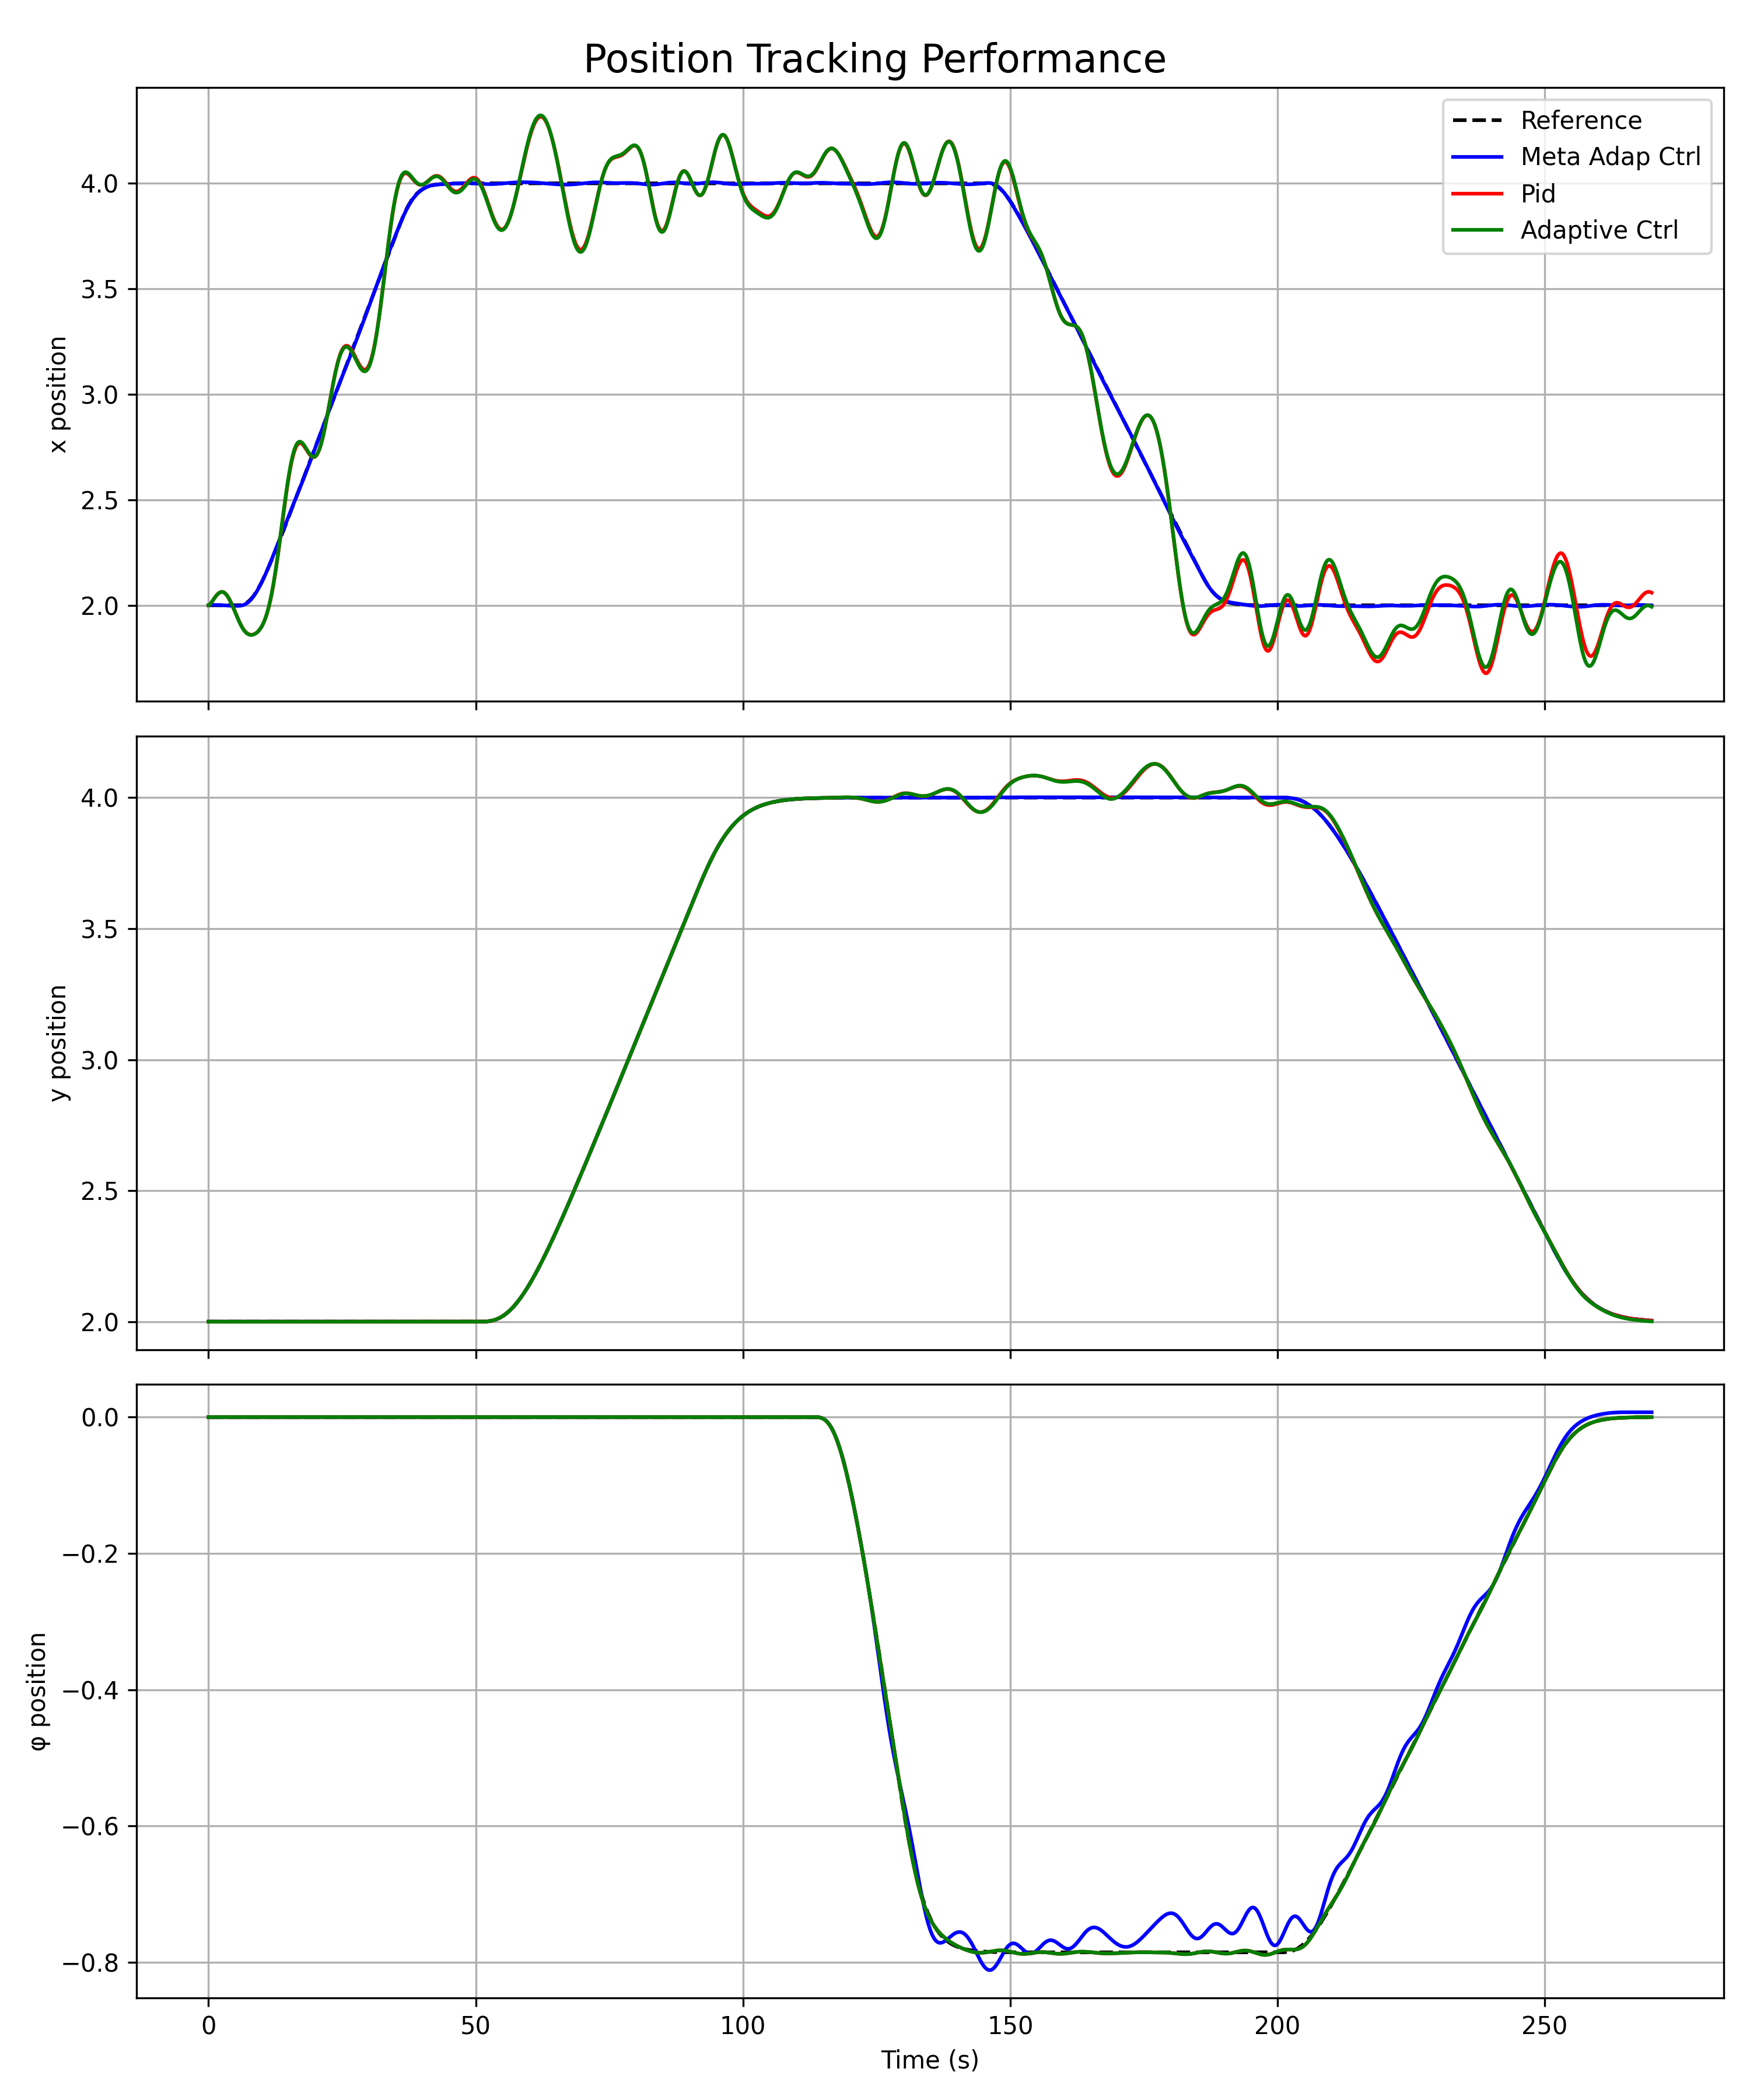 Position Tracking Performance
Reference
Meta Adap Ctrl
Pid
Adaptive Ctrl
x position
4.0
3.5
3.0
2.5
2.0
y position
4.0
3.5
3.0
2.5
2.0
φ position
0.0
−0.2
−0.4
−0.6
−0.8
0 50 100 150 200 250
Time (s)